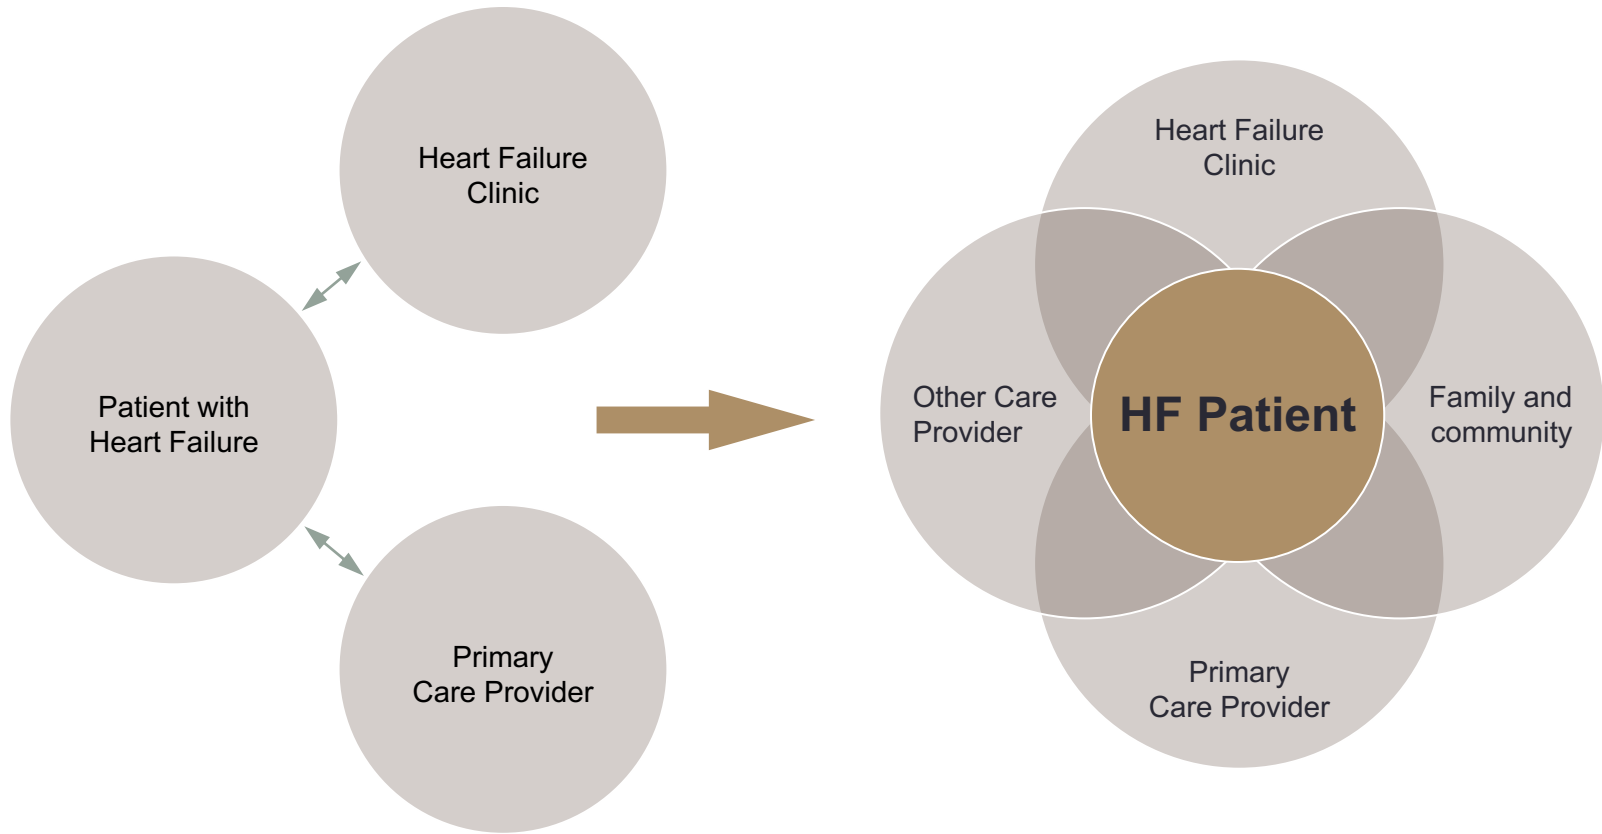 Heart Failure
Clinic
Patient with
Heart Failure
Primary
Care Provider
Heart Failure
Clinic
Other Care
Provider
HF Patient
Family and
community
Primary
Care Provider